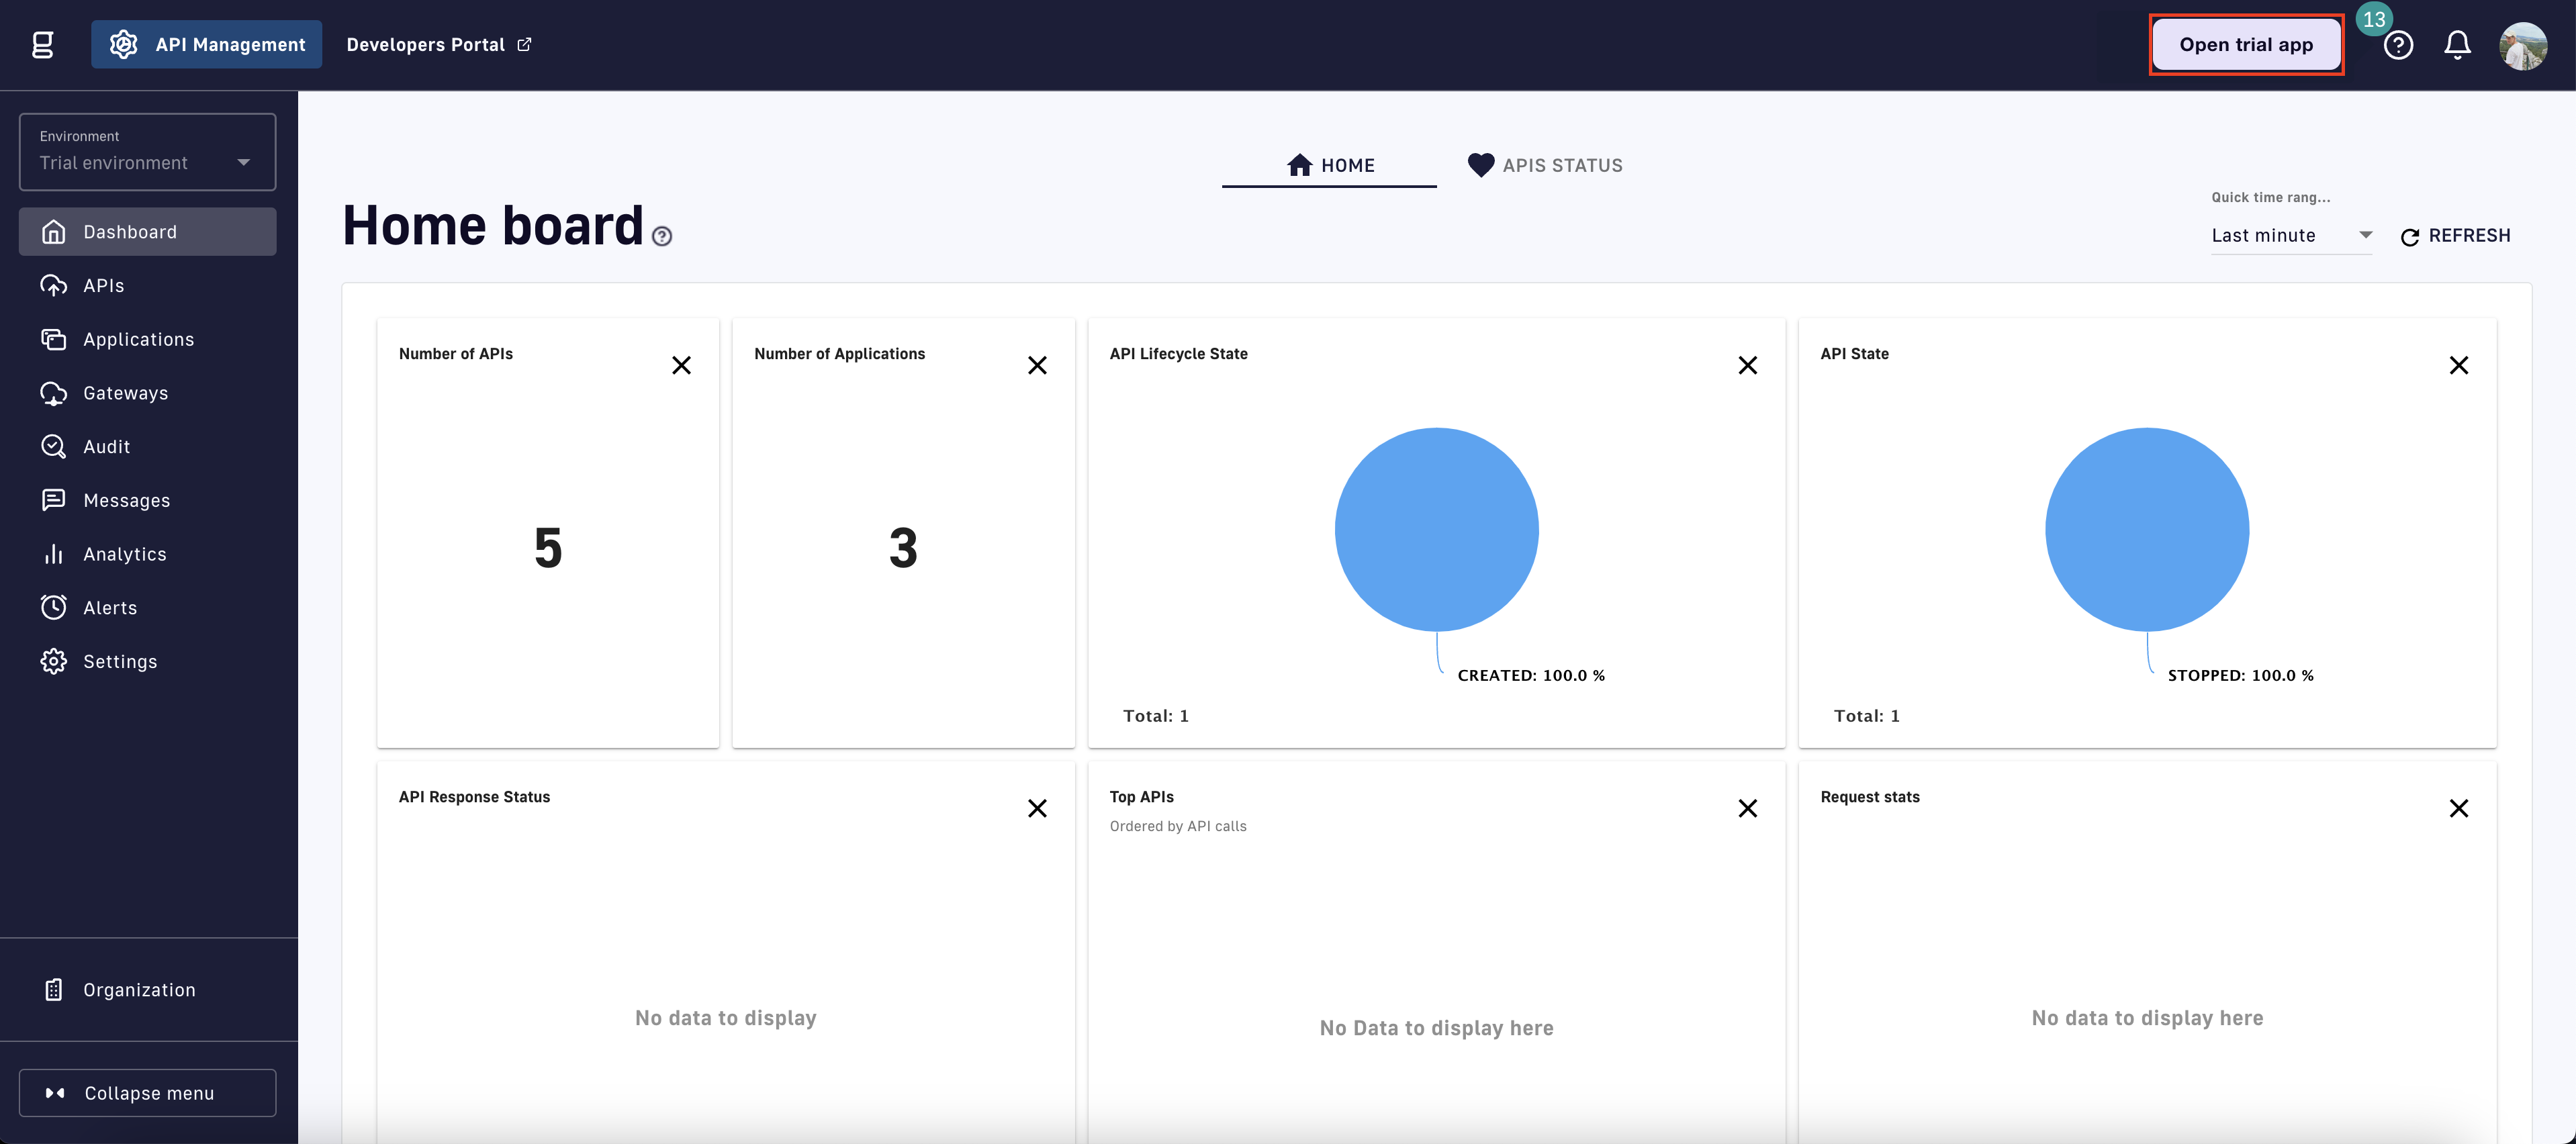 g
API Management
Developers Portal
Open trial app
13
Environment
Trial environment
Dashboard
APIs
Applications
Gateways
Audit
Messages
Analytics
Alerts
Settings
Organization
Collapse menu
HOME
APIS STATUS
Home board
Quick time rang...
Last minute
REFRESH
Number of APIs
5
Number of Applications
3
API Lifecycle State
CREATED: 100.0 %
Total: 1
API State
STOPPED: 100.0 %
Total: 1
API Response Status
No data to display
Top APIs
Ordered by API calls
No Data to display here
Request stats
No data to display here